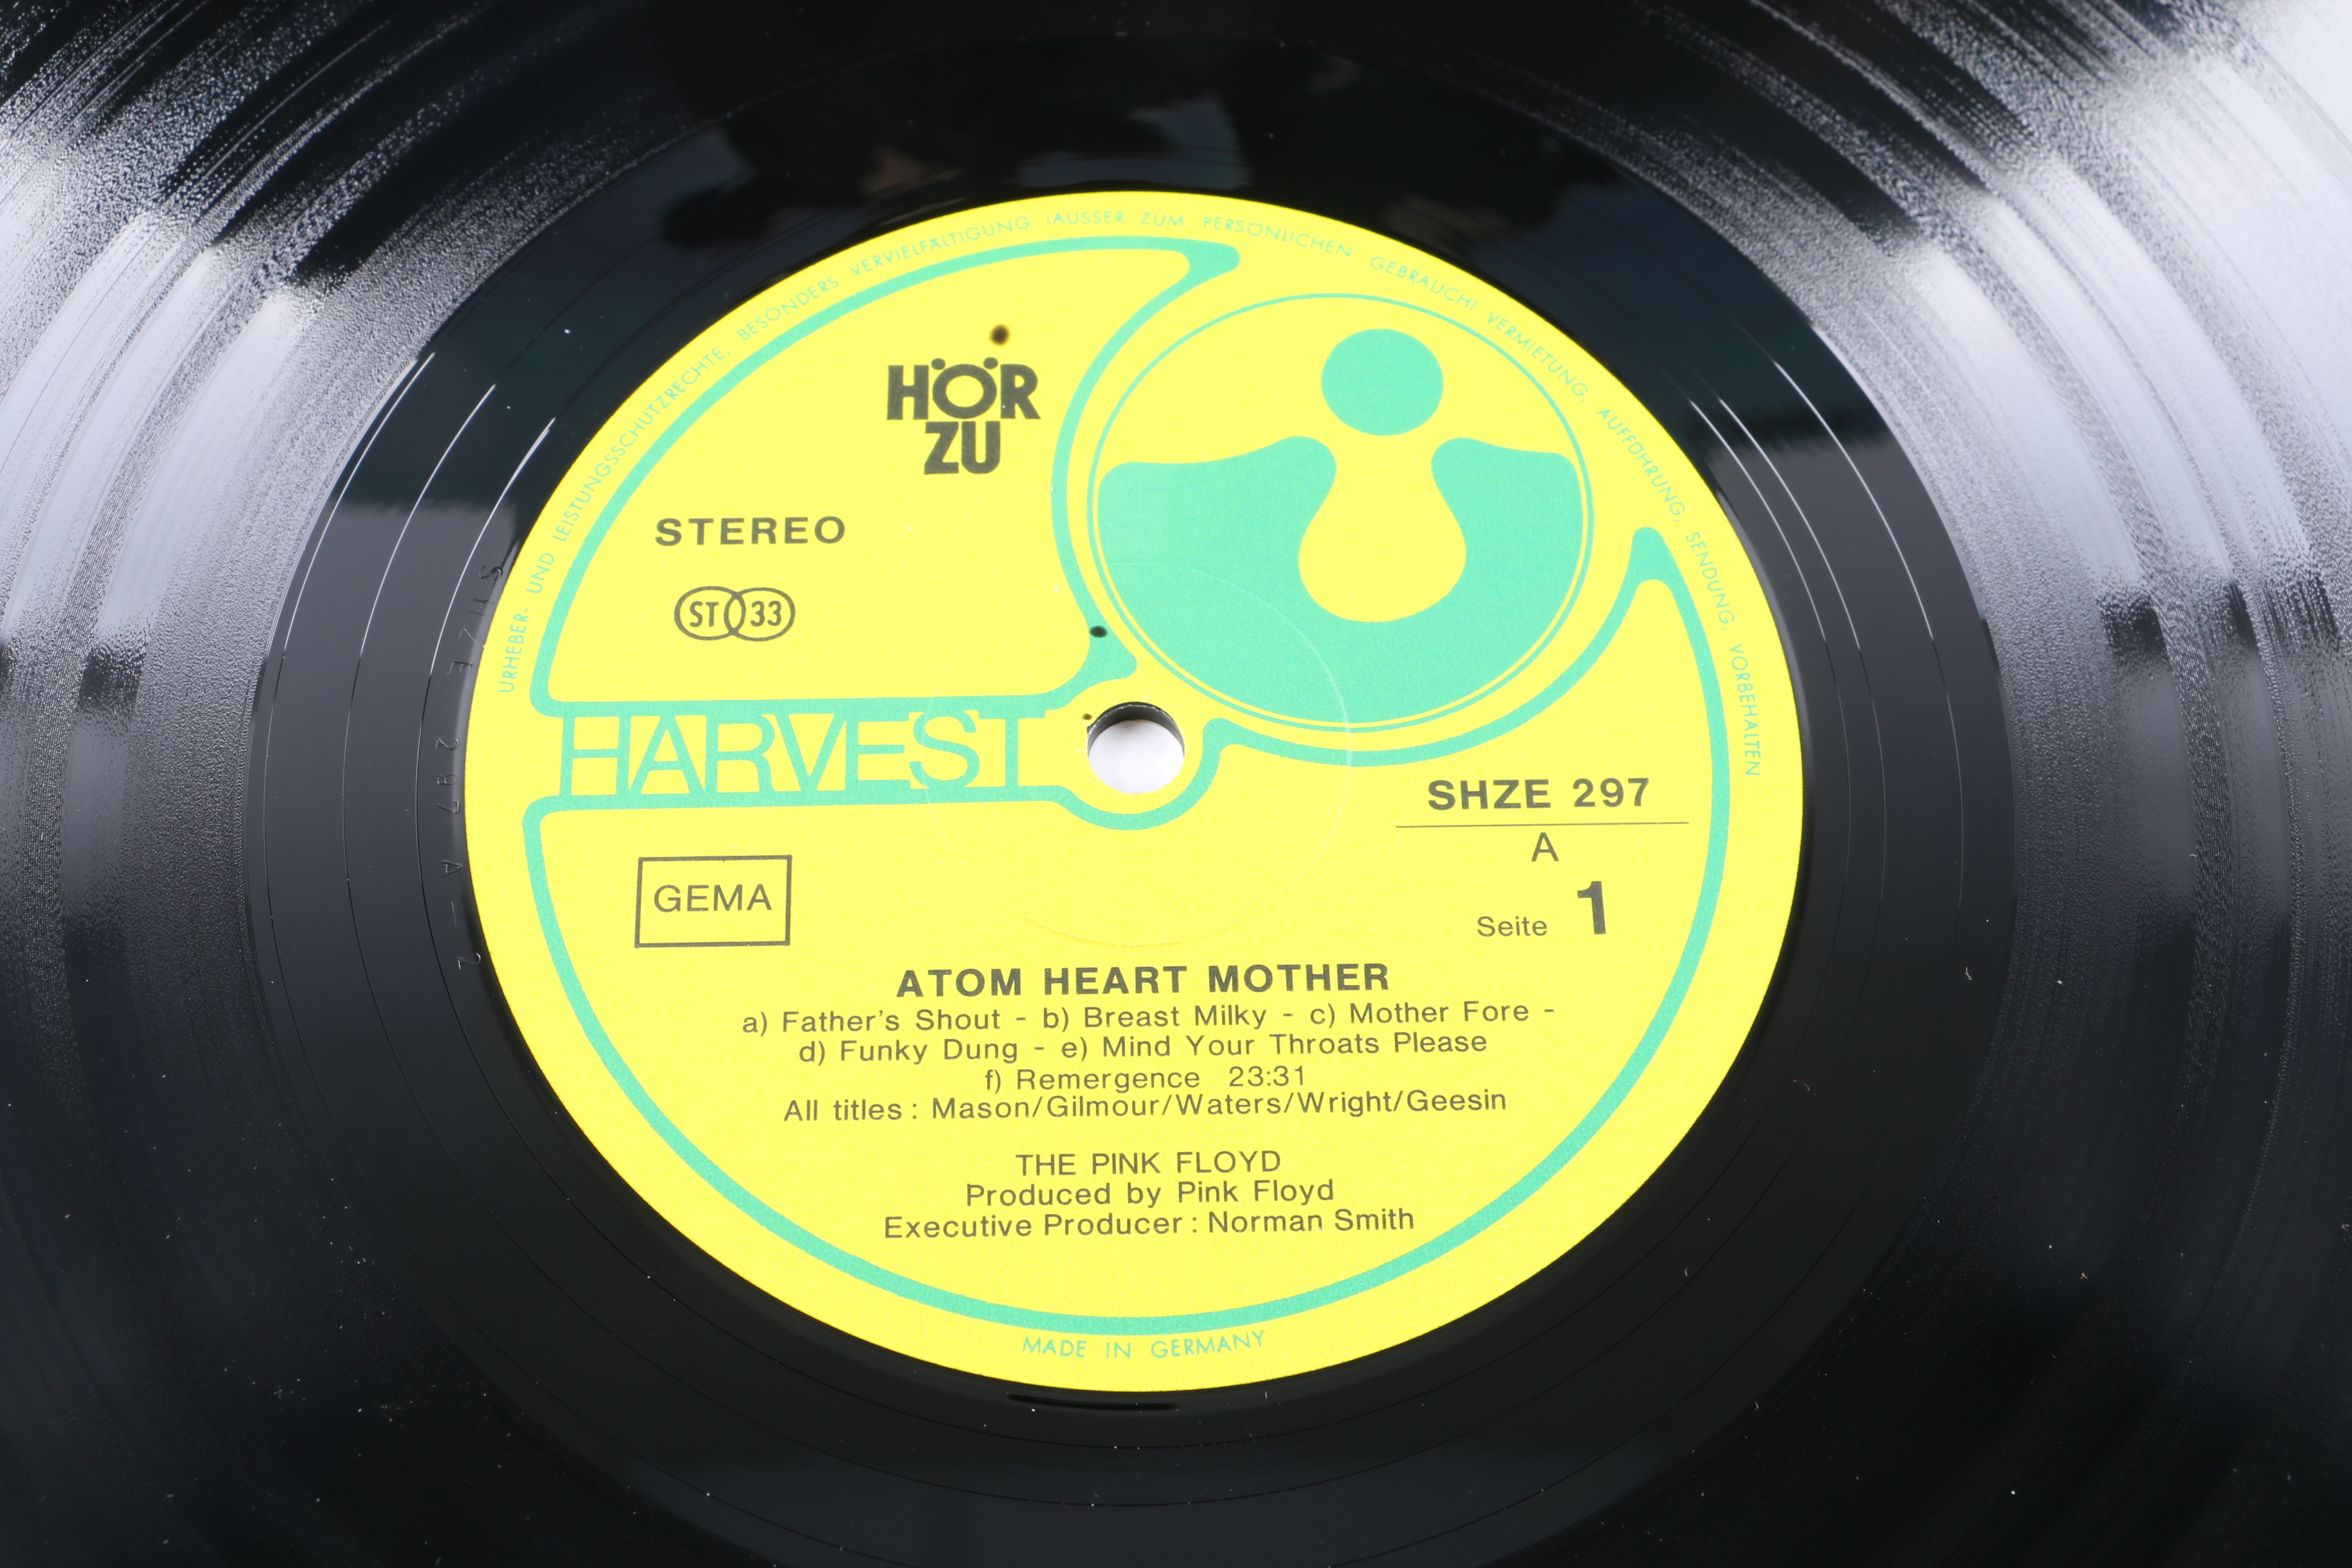 URHEBER- UND LEISTUNGSSCHUTZRECHTE, BESONDERS VERVIELFÄLTIGUNG (AUSSER ZUM PERSÖNLICHEN GEBRAUCH) VERMIETUNG, AUFFÜHRUNG, SENDUNG, VORBEHALTEN
HÖR
ZU
STEREO
ST 33
HARVEST
SHZE 297
A
GEMA
Seite 1
ATOM HEART MOTHER
a) Father's Shout - b) Breast Milky - c) Mother Fore -
d) Funky Dung - e) Mind Your Throats Please
f) Remergence 23:31
All titles : Mason/Gilmour/Waters/Wright/Geesin
THE PINK FLOYD
Produced by Pink Floyd
Executive Producer : Norman Smith
MADE IN GERMANY
SHZE 297 A-2